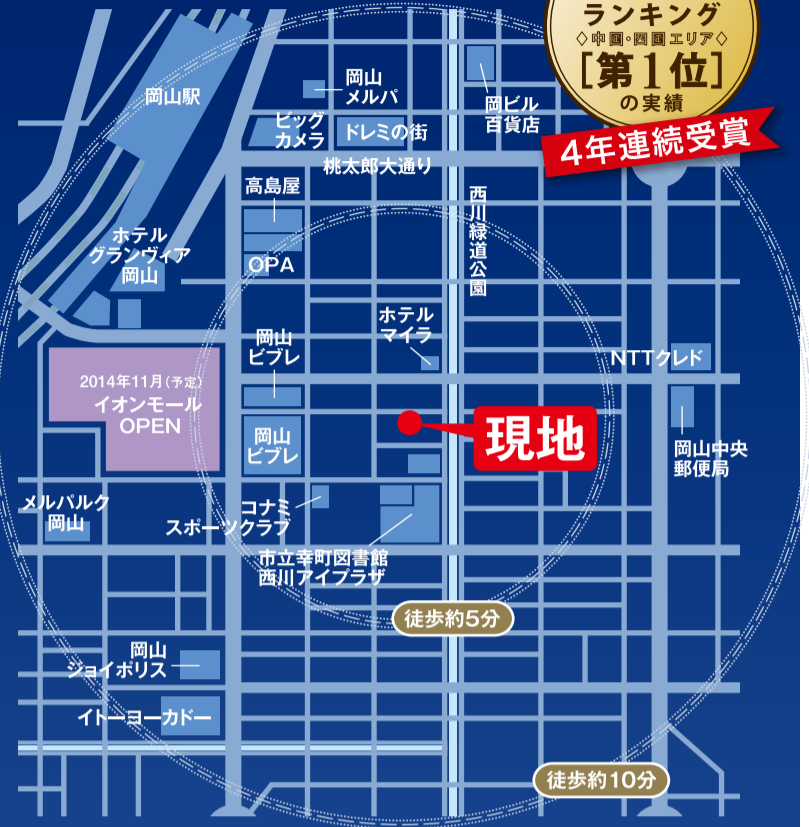 ランキング
◇中国・四国エリア◇
[第1位]
の実績
4年連続受賞
岡山駅
岡山
メルパ
ビッグ
カメラ
ドレミの街
岡ビル
百貨店
桃太郎大通り
高島屋
西川緑道公園
ホテル
グランヴィア
岡山
OPA
ホテル
マイラ
岡山
ビブレ
NTTクレド
2014年11月(予定)
イオンモール
OPEN
現地
岡山
ビブレ
岡山中央
郵便局
メルパルク
岡山
コナミ
スポーツクラブ
市立幸町図書館
西川アイプラザ
徒歩約5分
岡山
ジョイポリス
イトーヨーカドー
徒歩約10分